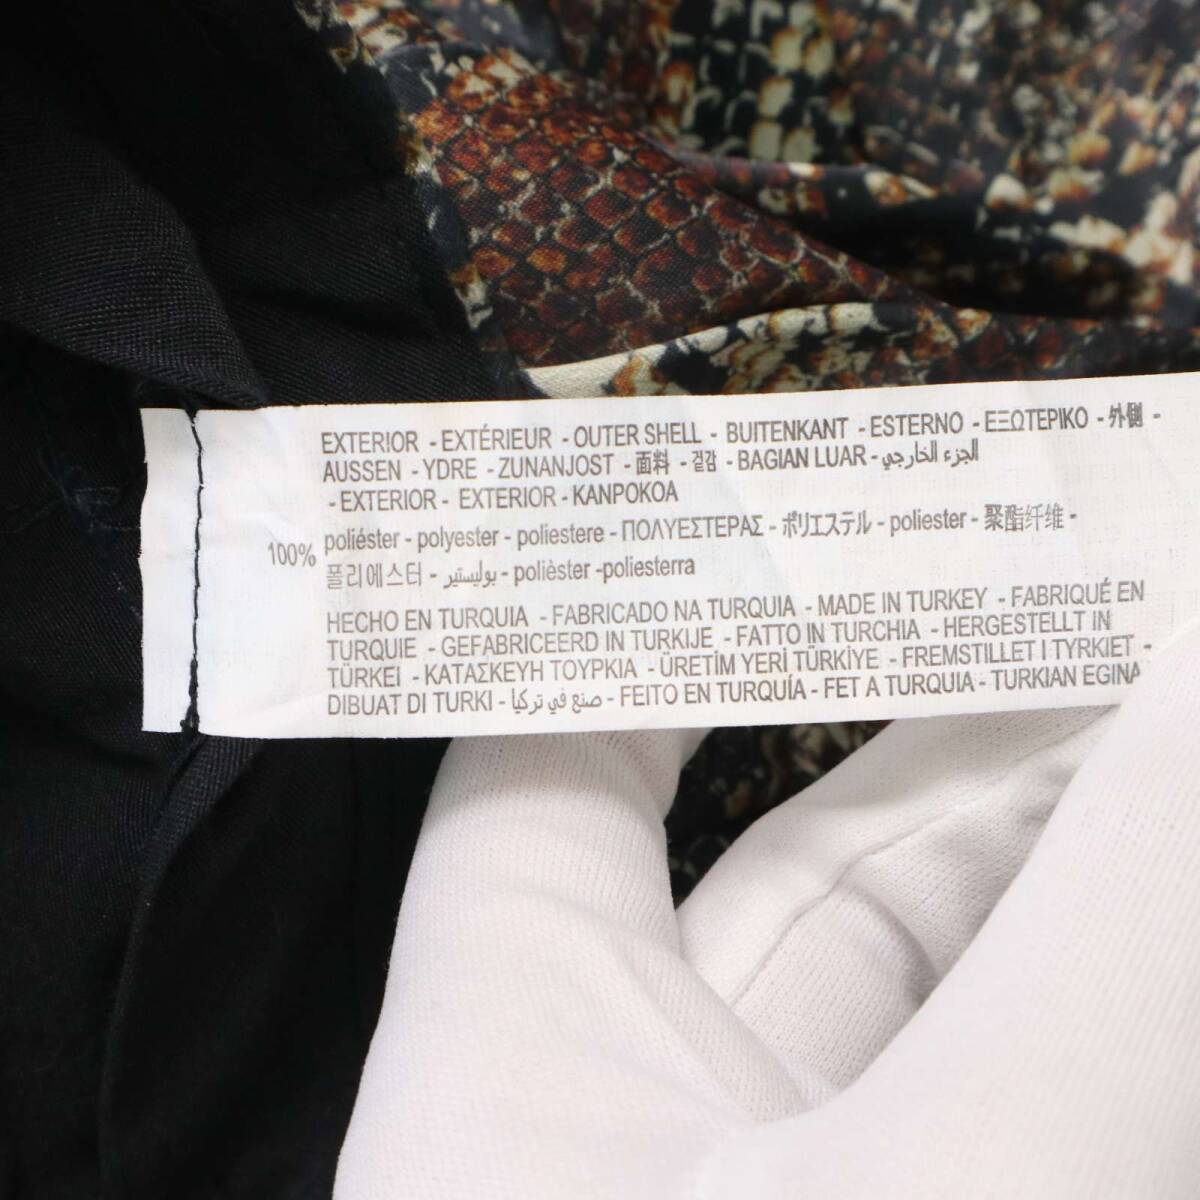 EXTERIOR - EXTÉRIEUR - OUTER SHELL - BUITENKANT - ESTERNO - ΕΞΩΤΕΡΙΚΟ - 外側 -
AUSSEN - YDRE - ZUNANJOST - 面料 - 겉감 - BAGIAN LUAR - الجزء الخارجي
- EXTERIOR - EXTERIOR - KANPOKOA
100% poliéster - polyester - poliestere - ΠΟΛΥΕΣΤΕΡΑΣ - ポリエステル - poliester - 聚酯纤维 -
폴리에스터 - بوليستير - polièster -poliesterra
HECHO EN TURQUIA - FABRICADO NA TURQUIA - MADE IN TURKEY - FABRIQUÉ EN
TURQUIE - GEFABRICEERD IN TURKIJE - FATTO IN TURCHIA - HERGESTELLT IN
TÜRKEI - ΚΑΤΑΣΚΕΥΗ ΤΟΥΡΚΙΑ - ÜRETİM YERİ TÜRKİYE - FREMSTILLET I TYRKIET -
DIBUAT DI TURKI - صنع في تركيا - FEITO EN TURQUÍA - FET A TURQUIA - TURKIAN EGINA